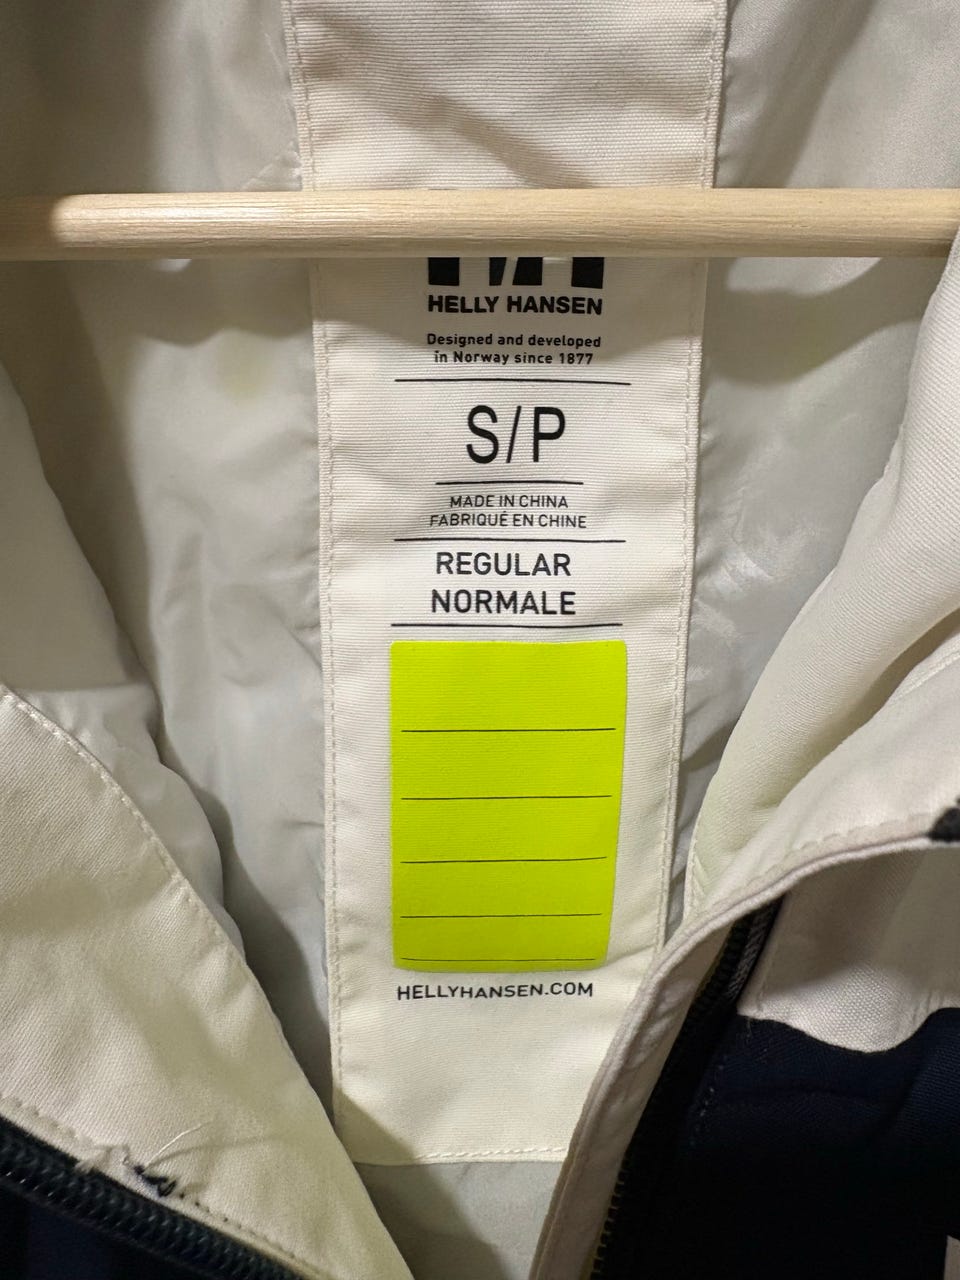 HELLY HANSEN
Designed and developed
in Norway since 1877
S/P
MADE IN CHINA
FABRIQUÉ EN CHINE
REGULAR
NORMALE
HELLYHANSEN.COM